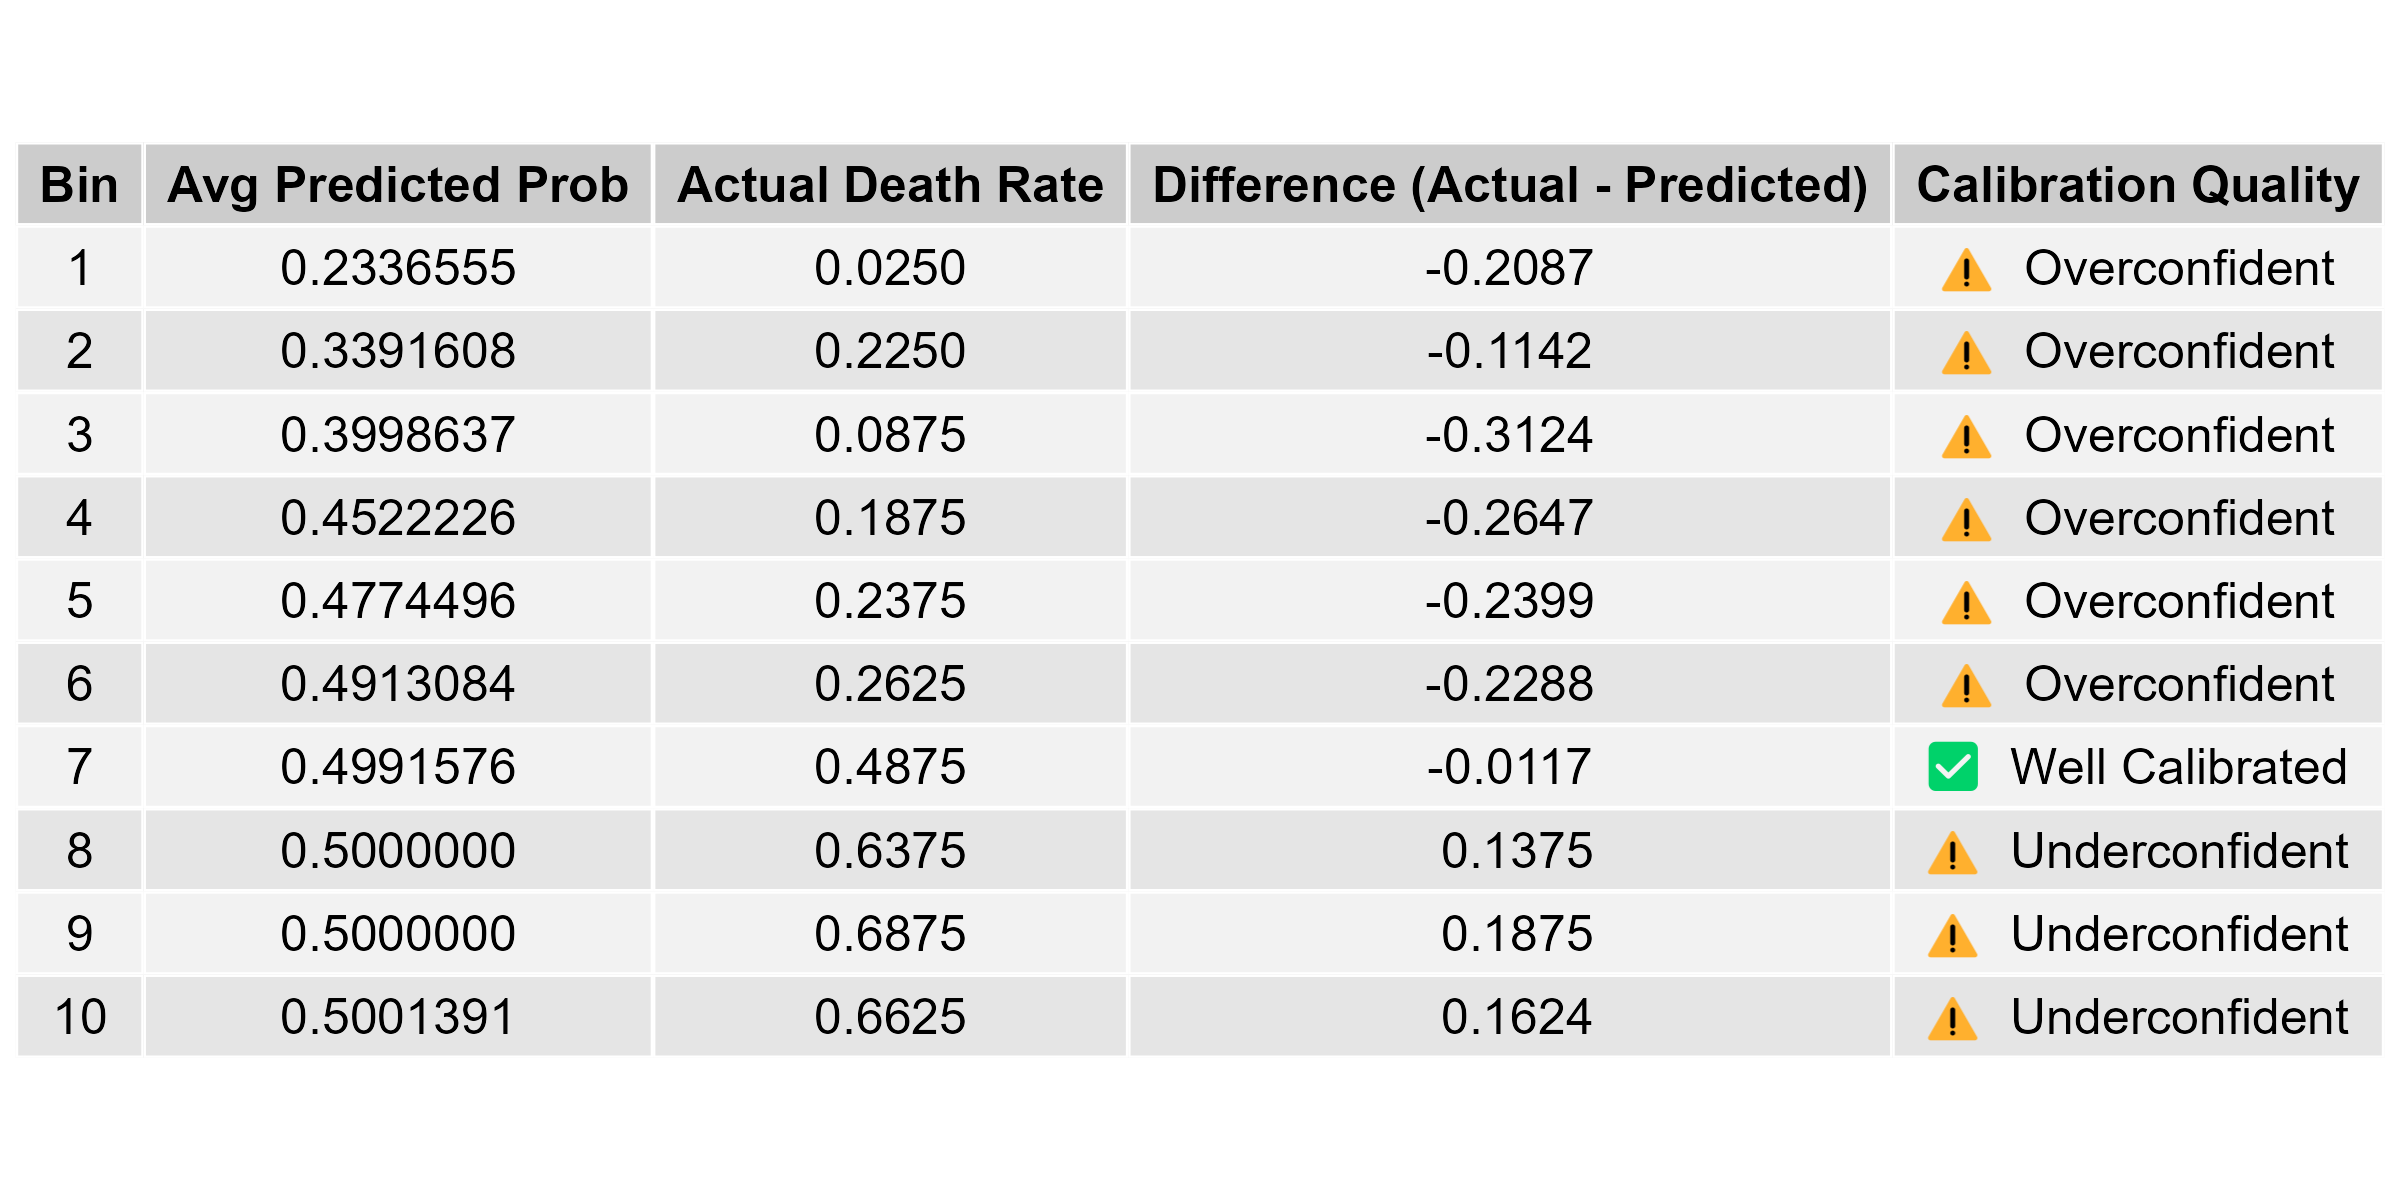 Bin Avg Predicted Prob Actual Death Rate Difference (Actual - Predicted) Calibration Quality
1 0.2336555 0.0250 -0.2087 ⚠️ Overconfident
2 0.3391608 0.2250 -0.1142 ⚠️ Overconfident
3 0.3998637 0.0875 -0.3124 ⚠️ Overconfident
4 0.4522226 0.1875 -0.2647 ⚠️ Overconfident
5 0.4774496 0.2375 -0.2399 ⚠️ Overconfident
6 0.4913084 0.2625 -0.2288 ⚠️ Overconfident
7 0.4991576 0.4875 -0.0117 ✅ Well Calibrated
8 0.5000000 0.6375 0.1375 ⚠️ Underconfident
9 0.5000000 0.6875 0.1875 ⚠️ Underconfident
10 0.5001391 0.6625 0.1624 ⚠️ Underconfident